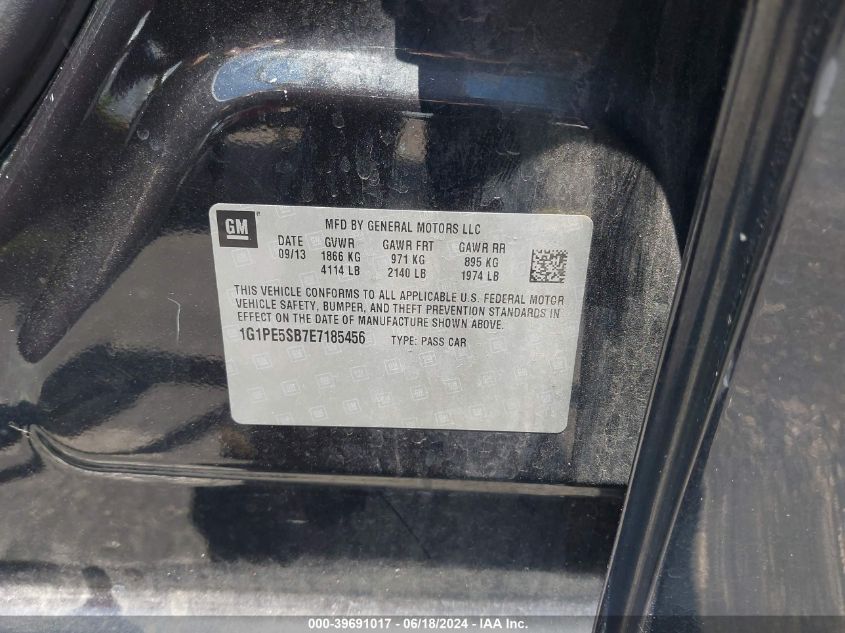 GM
MFD BY GENERAL MOTORS LLC
DATE GVWR GAWR FRT GAWR RR
09/13 1866 KG 971 KG 895 KG
4114 LB 2140 LB 1974 LB
THIS VEHICLE CONFORMS TO ALL APPLICABLE U.S. FEDERAL MOTOR
VEHICLE SAFETY, BUMPER, AND THEFT PREVENTION STANDARDS IN
EFFECT ON THE DATE OF MANUFACTURE SHOWN ABOVE.
1G1PE5SB7E7185456 TYPE: PASS CAR
000-39691017 - 06/18/2024 - IAA Inc.